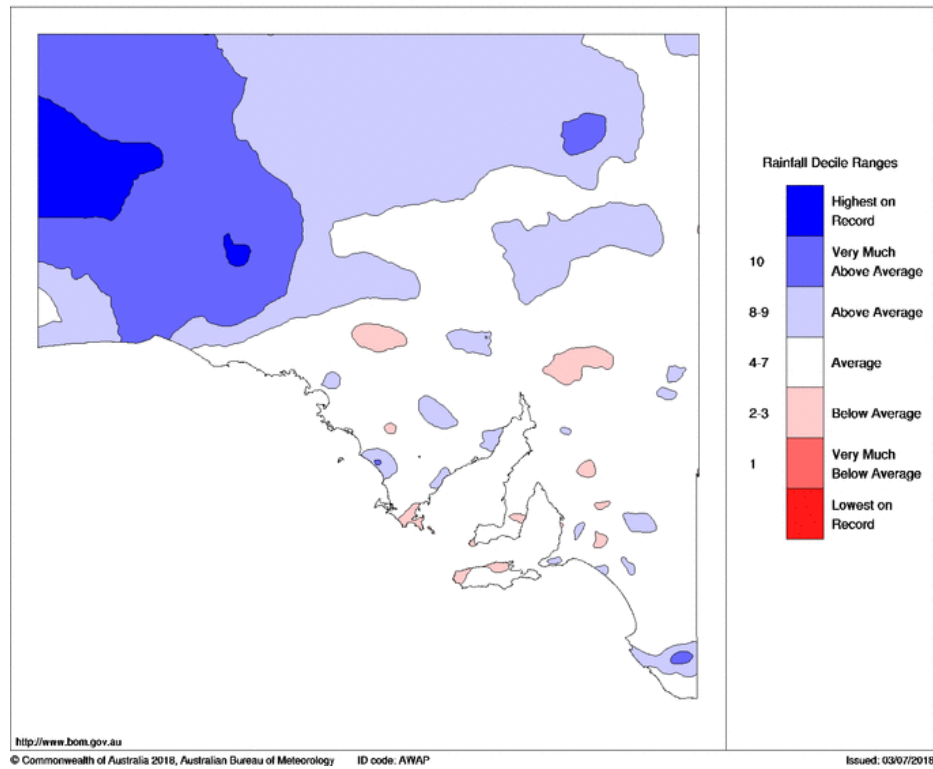 Rainfall Decile Ranges
Highest on
Record
10
Very Much
Above Average
8-9
Above Average
4-7
Average
2-3
Below Average
1
Very Much
Below Average
Lowest on
Record
http://www.bom.gov.au
© Commonwealth of Australia 2018, Australian Bureau of Meteorology ID code: AWAP Issued: 03/07/2018